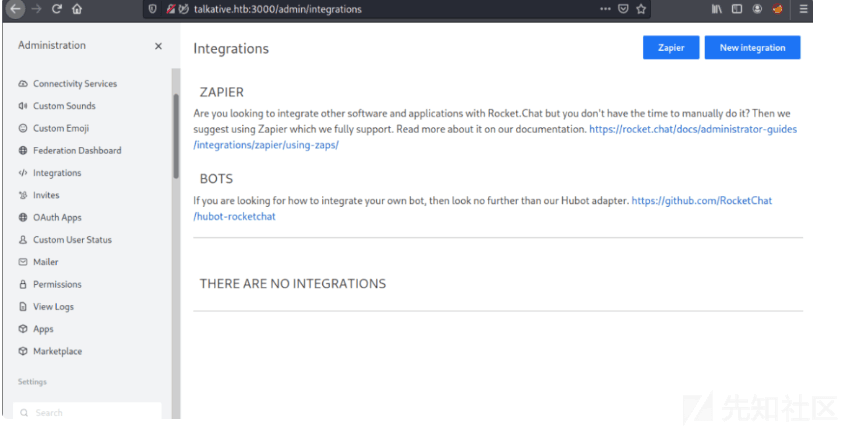 talkative.htb:3000/admin/integrations
Administration
Connectivity Services
Custom Sounds
Custom Emoji
Federation Dashboard
Integrations
Invites
OAuth Apps
Custom User Status
Mailer
Permissions
View Logs
Apps
Marketplace
Settings
Search
Integrations
Zapier
New integration
ZAPIER
Are you looking to integrate other software and applications with Rocket.Chat but you don't have the time to manually do it? Then we
suggest using Zapier which we fully support. Read more about it on our documentation. https://rocket.chat/docs/administrator-guides
/integrations/zapier/using-zaps/
BOTS
If you are looking for how to integrate your own bot, then look no further than our Hubot adapter. https://github.com/RocketChat
/hubot-rocketchat
THERE ARE NO INTEGRATIONS
先知社区